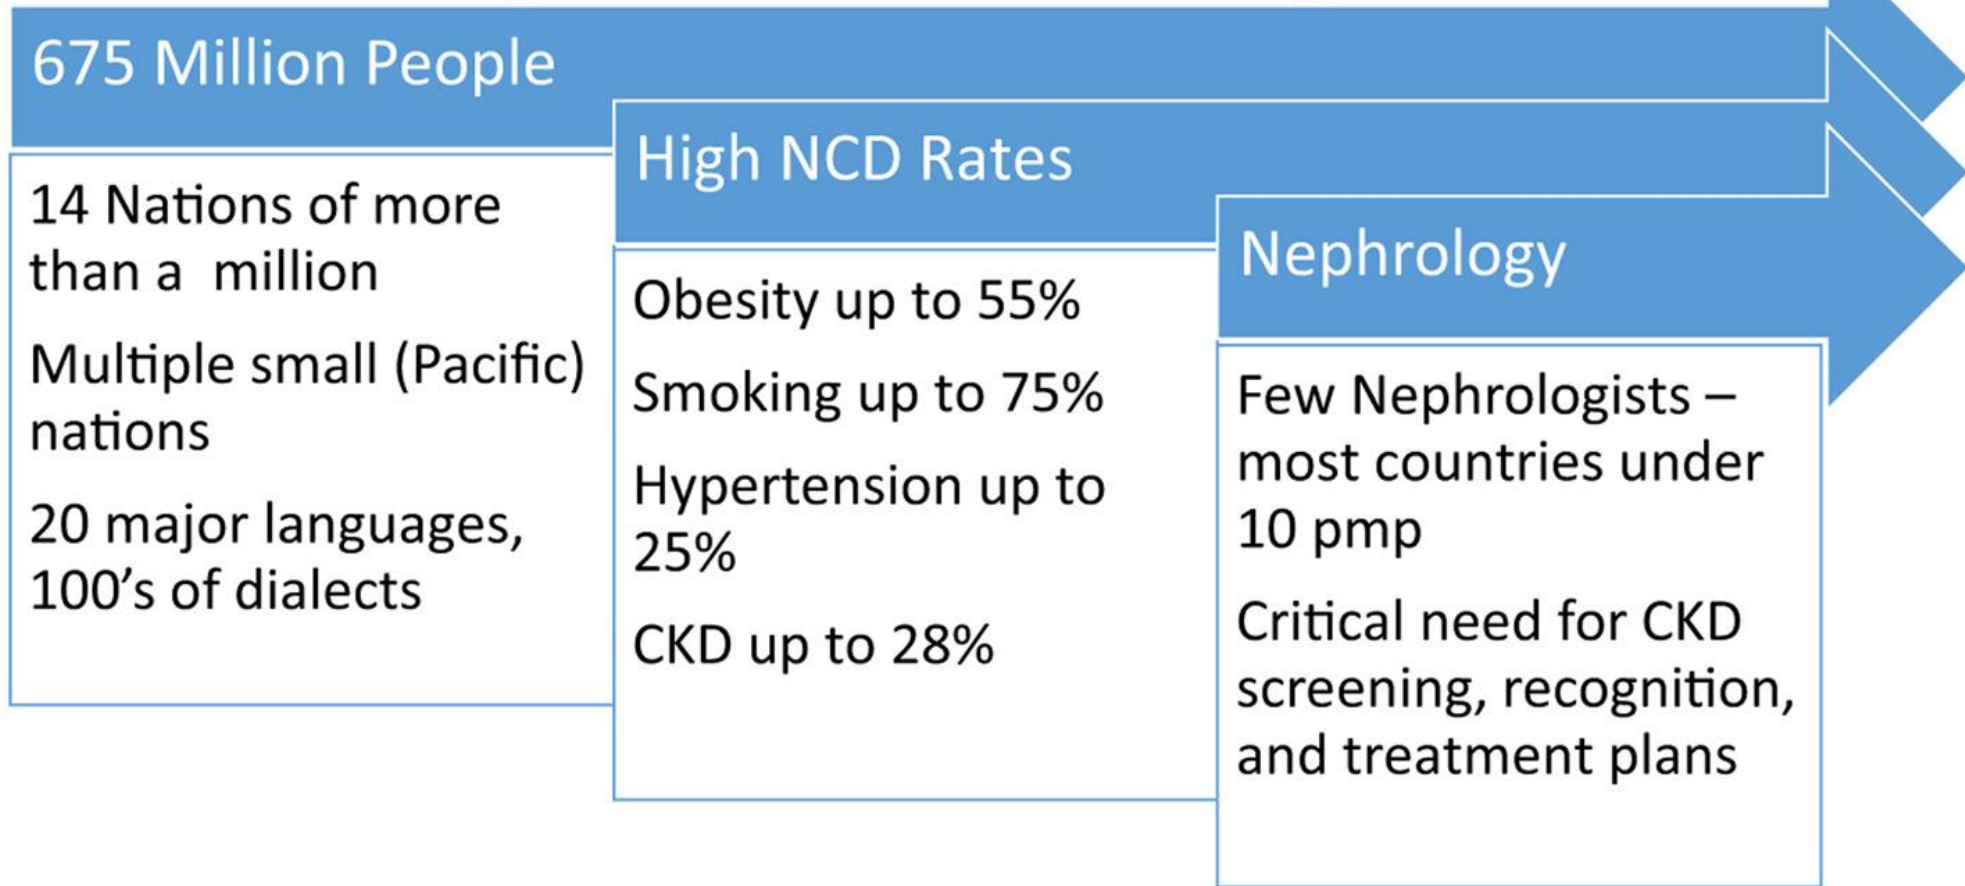 675 Million People
14 Nations of more
than a  million
Multiple small (Pacific)
nations
20 major languages,
100’s of dialects
High NCD Rates
Obesity up to 55%
Smoking up to 75%
Hypertension up to
25%
CKD up to 28%
Nephrology
Few Nephrologists –
most countries under
10 pmp
Critical need for CKD
screening, recognition,
and treatment plans